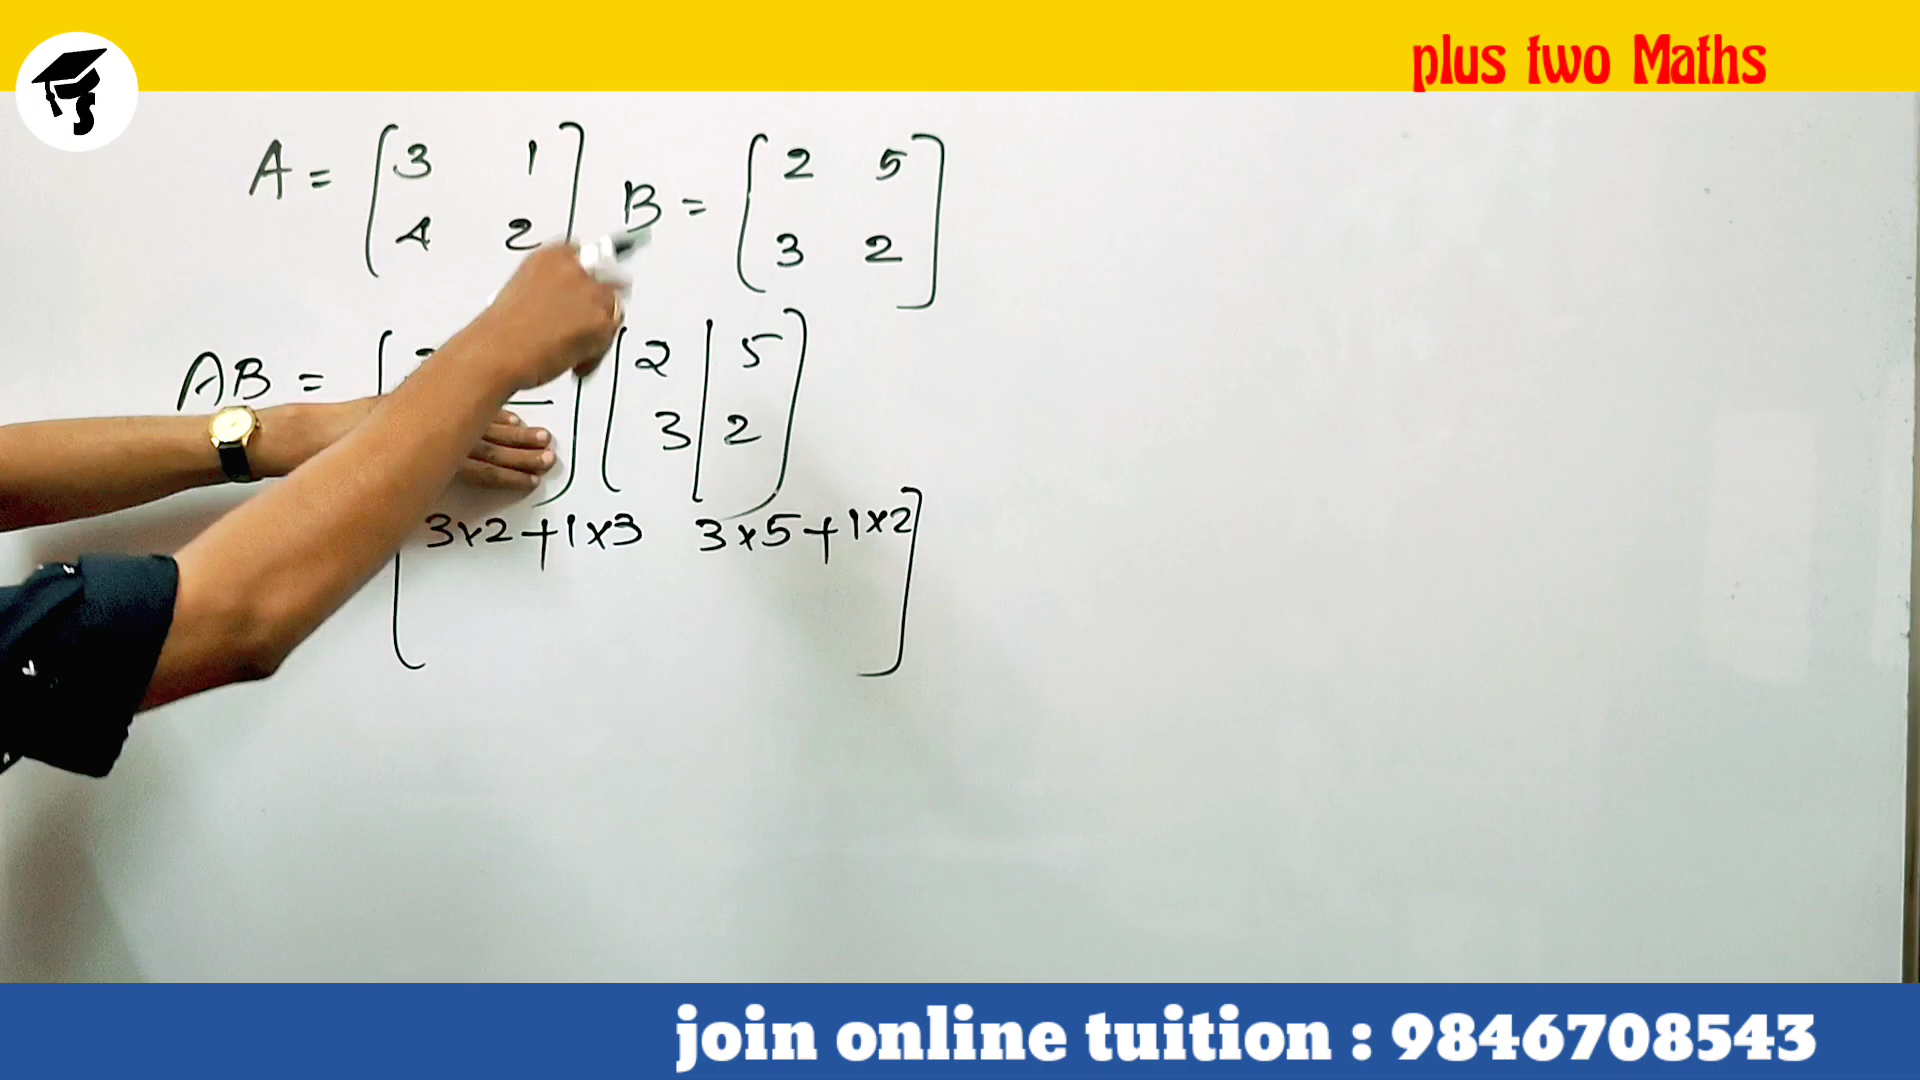 plus two Maths
A = [ 3 1 B = [ 2 5
4 2 ] 3 2 ]
AB = [ ] [ 2 | 5
3 | 2 ]
[ 3×2+1×3 3×5+1×2 ]
join online tuition : 9846708543